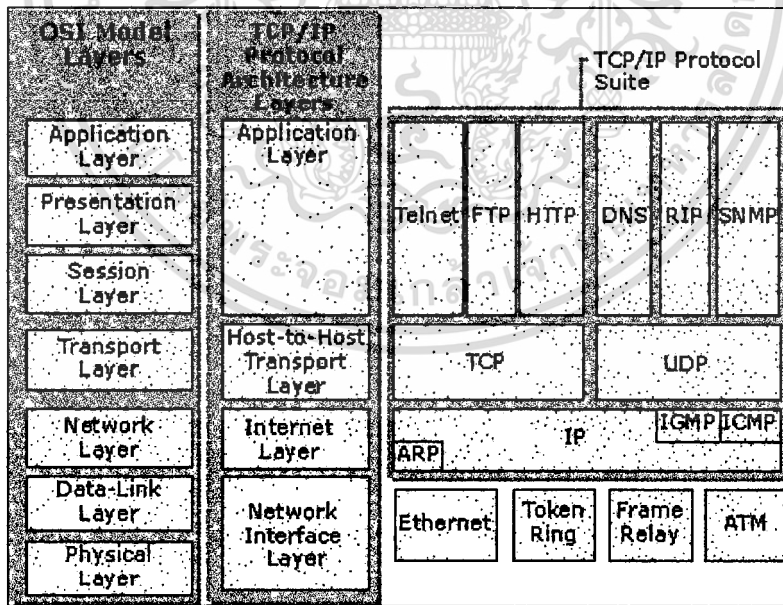 OSI Model
Layers
Application
Layer
Presentation
Layer
Session
Layer
Transport
Layer
Network
Layer
Data-Link
Layer
Physical
Layer
TCP/IP
Protocol
Architecture
Layers
Application
Layer
Host-to-Host
Transport
Layer
Internet
Layer
Network
Interface
Layer
TCP/IP Protocol
Suite
Telnet
FTP
HTTP
DNS
RIP
SNMP
TCP
UDP
IP
IGMP
ICMP
ARP
Ethernet
Token
Ring
Frame
Relay
ATM